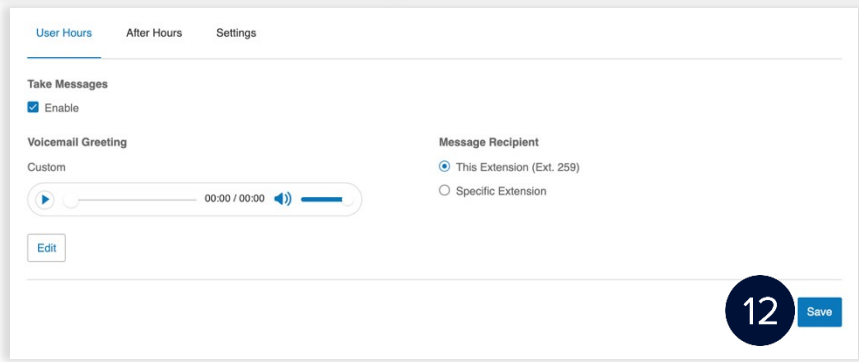 User Hours After Hours Settings
Take Messages
Enable
Voicemail Greeting
Custom
00:00 / 00:00
Edit
Message Recipient
This Extension (Ext. 259)
Specific Extension
12 Save